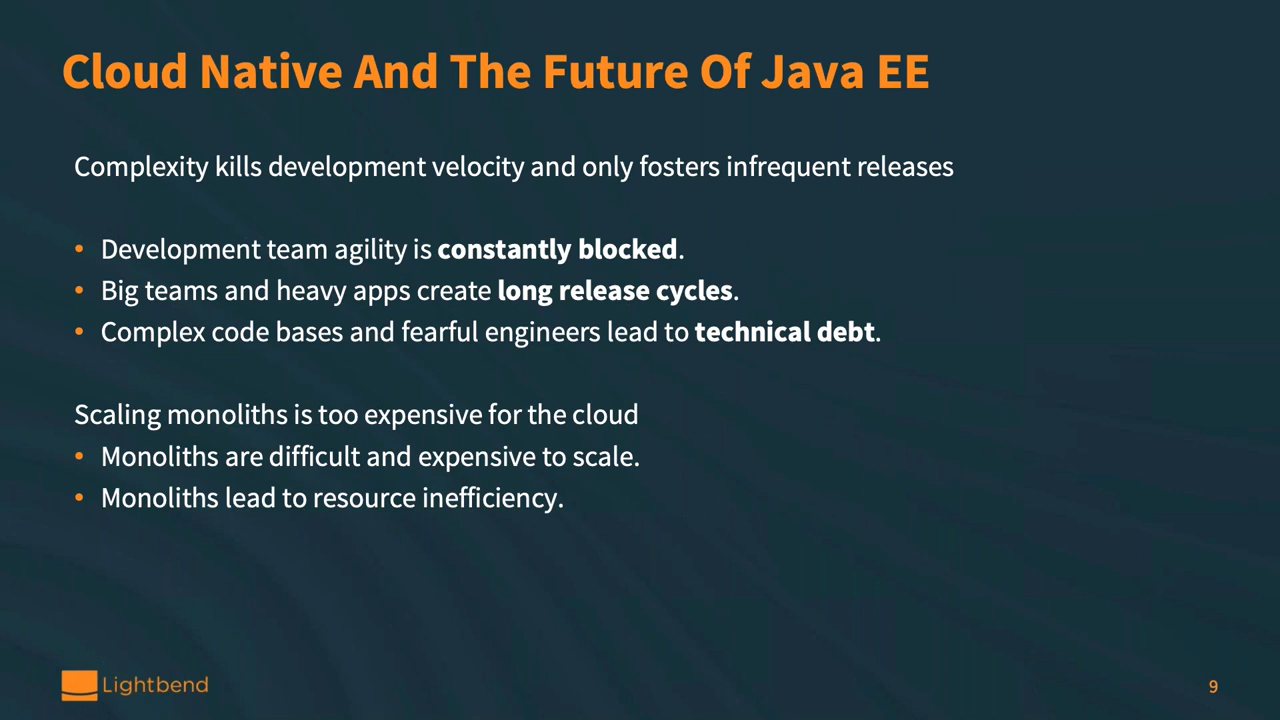 Cloud Native And The Future Of Java EE
Complexity kills development velocity and only fosters infrequent releases
• Development team agility is constantly blocked.
• Big teams and heavy apps create long release cycles.
• Complex code bases and fearful engineers lead to technical debt.
Scaling monoliths is too expensive for the cloud
• Monoliths are difficult and expensive to scale.
• Monoliths lead to resource inefficiency.
Lightbend
9